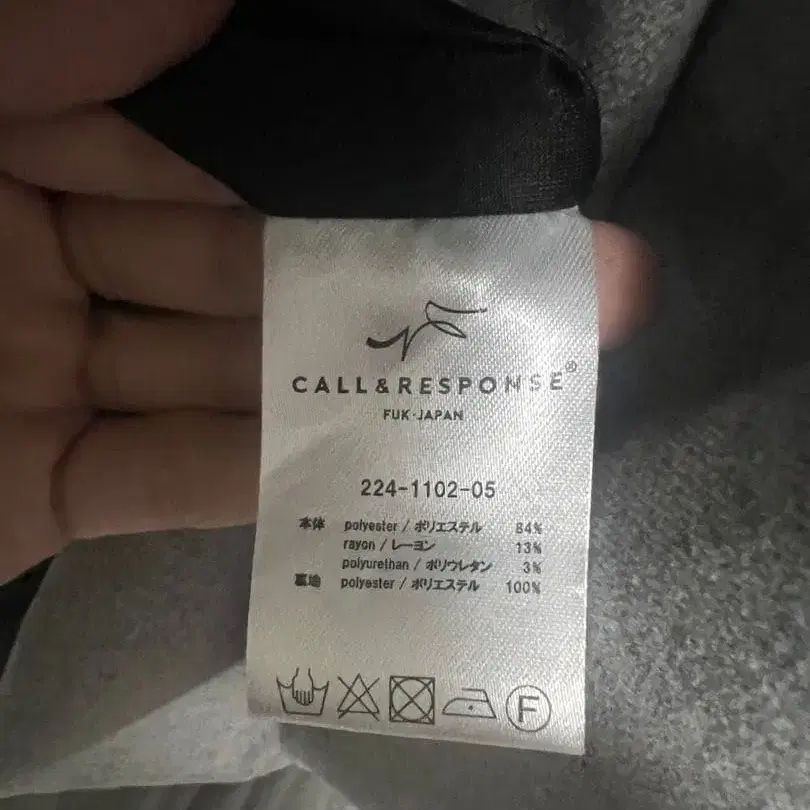 CALL & RESPONSE®
FUK·JAPAN
224-1102-05
本体 polyester / ポリエステル 84%
rayon / レーヨン 13%
polyurethan / ポリウレタン 3%
裏地 polyester / ポリエステル 100%
F